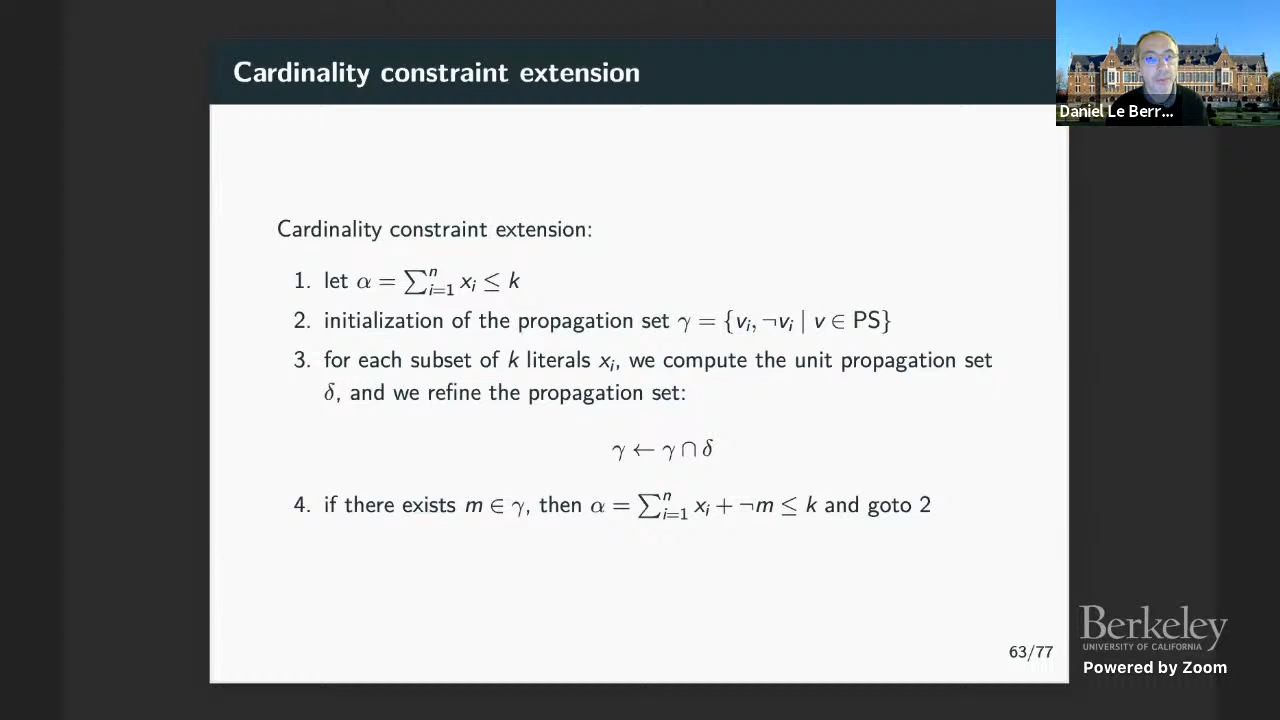 Cardinality constraint extension
Daniel Le Berr...
Cardinality constraint extension:
1. let α = ∑ⁿᵢ₌₁ xᵢ ≤ k
2. initialization of the propagation set γ = {vᵢ, ¬vᵢ | v ∈ PS}
3. for each subset of k literals xᵢ, we compute the unit propagation set
δ, and we refine the propagation set:
γ ← γ ∩ δ
4. if there exists m ∈ γ, then α = ∑ⁿᵢ₌₁ xᵢ + ¬m ≤ k and goto 2
63/77
Berkeley
UNIVERSITY OF CALIFORNIA
Powered by Zoom